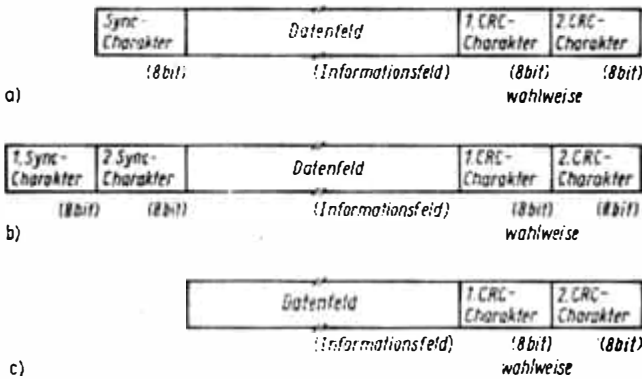 Sync-
Charakter
Datenfeld
1. CRC-
Charakter
2. CRC-
Charakter
(8bit)
(Informationsfeld)
(8bit)
(8bit)
a)
wahlweise
1. Sync-
Charakter
2. Sync-
Charakter
Datenfeld
1. CRC-
Charakter
2. CRC-
Charakter
(8bit)
(8bit)
(Informationsfeld)
(8bit)
(8bit)
b)
wahlweise
Datenfeld
1. CRC-
Charakter
2. CRC-
Charakter
(Informationsfeld)
(8bit)
(8bit)
c)
wahlweise